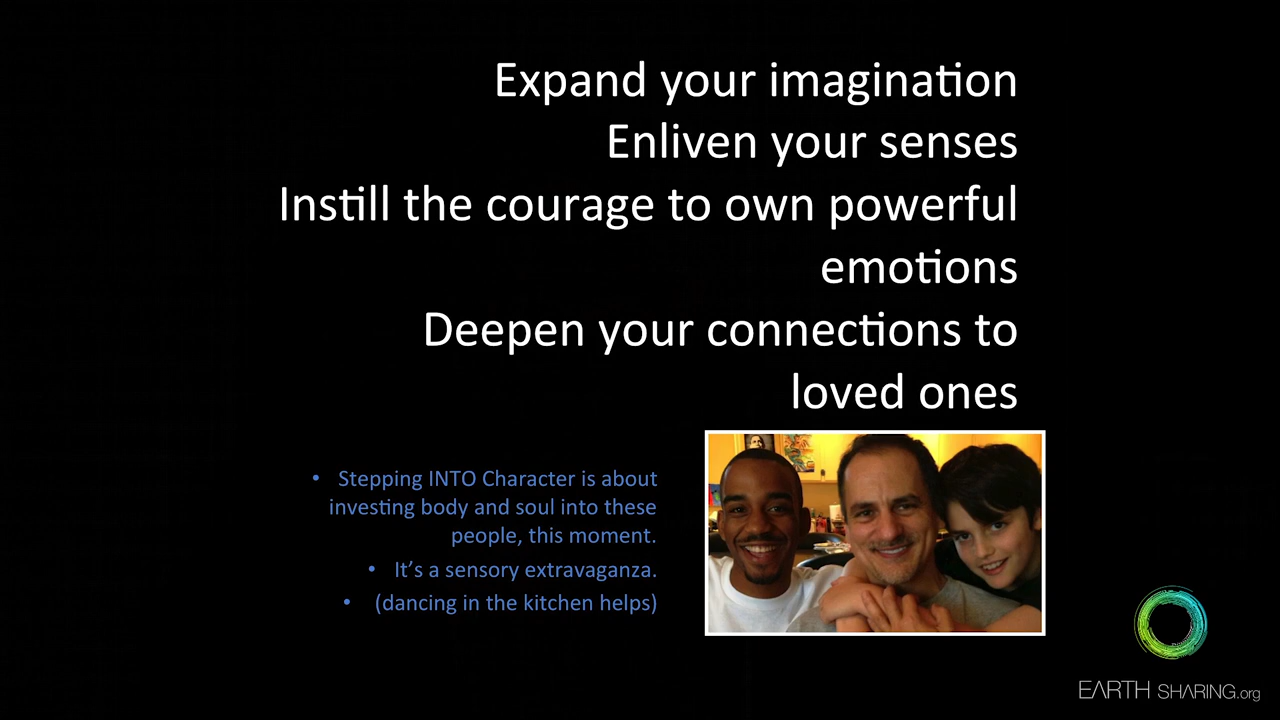 Expand your imagination
Enliven your senses
Instill the courage to own powerful
emotions
Deepen your connections to
loved ones
• Stepping INTO Character is about
investing body and soul into these
people, this moment.
• It’s a sensory extravaganza.
• (dancing in the kitchen helps)
EARTH SHARING.org